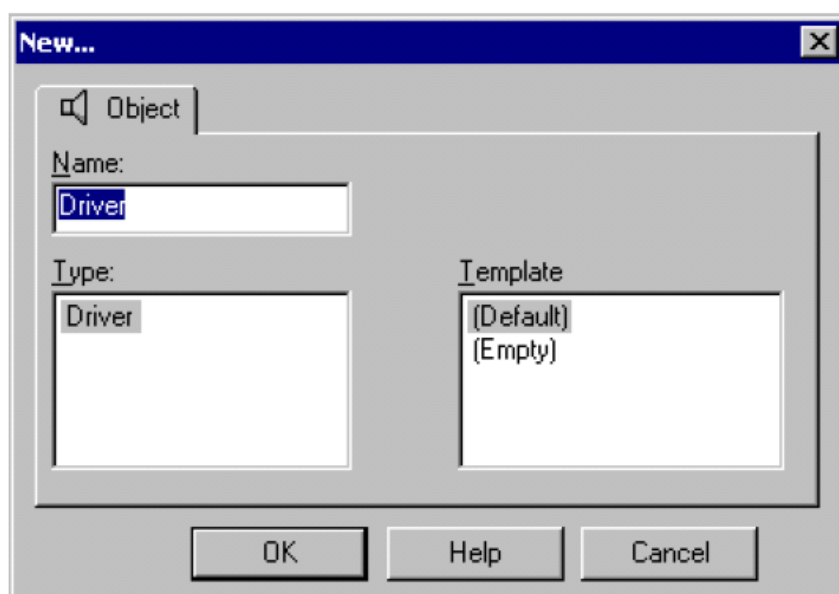 New...
Object
Name:
Driver
Type:
Template
Driver
(Default)
(Empty)
OK
Help
Cancel